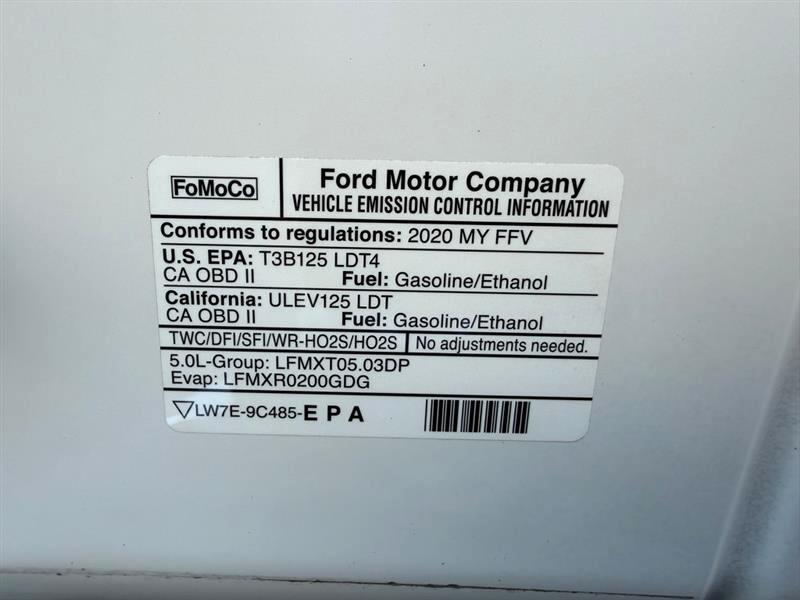 FoMoCo
Ford Motor Company
VEHICLE EMISSION CONTROL INFORMATION
Conforms to regulations: 2020 MY FFV
U.S. EPA: T3B125 LDT4
CA OBD II Fuel: Gasoline/Ethanol
California: ULEV125 LDT
CA OBD II Fuel: Gasoline/Ethanol
TWC/DFI/SFI/WR-HO2S/HO2S No adjustments needed.
5.0L-Group: LFMXT05.03DP
Evap: LFMXR0200GDG
LW7E-9C485-E P A